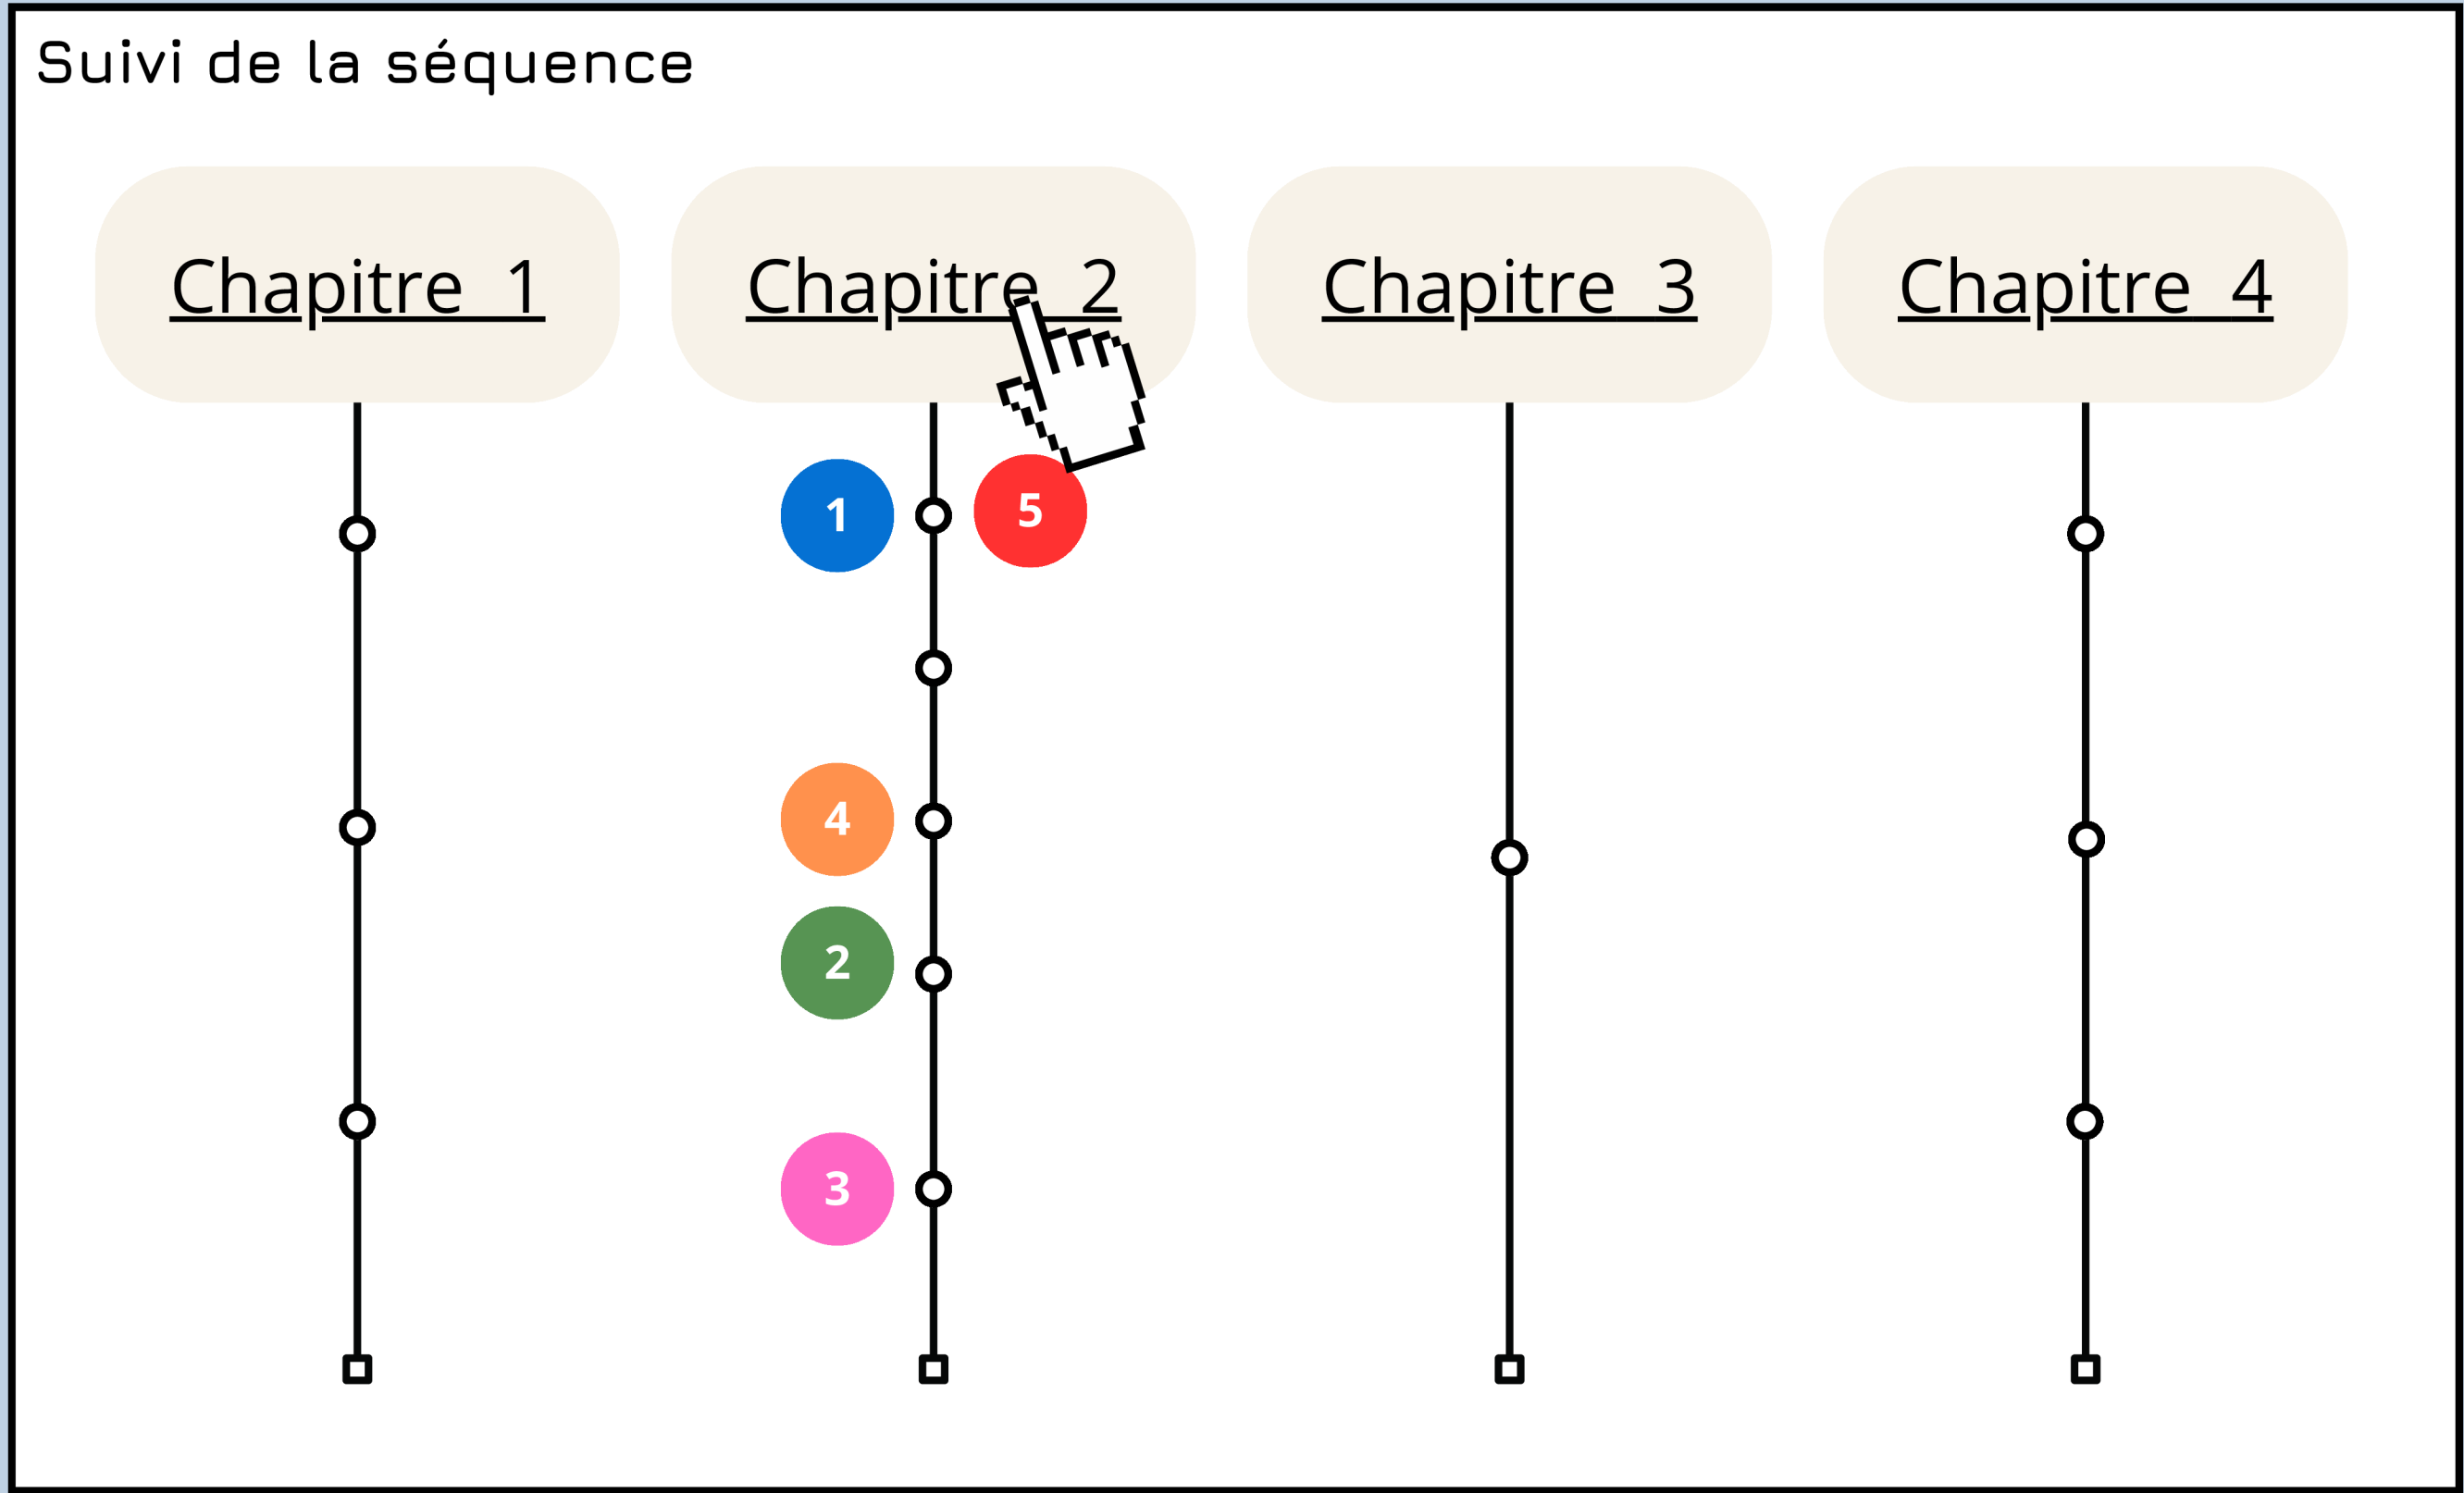 Suivi de la séquence
Chapitre 1
Chapitre 2
Chapitre 3
Chapitre 4
1
5
4
2
3